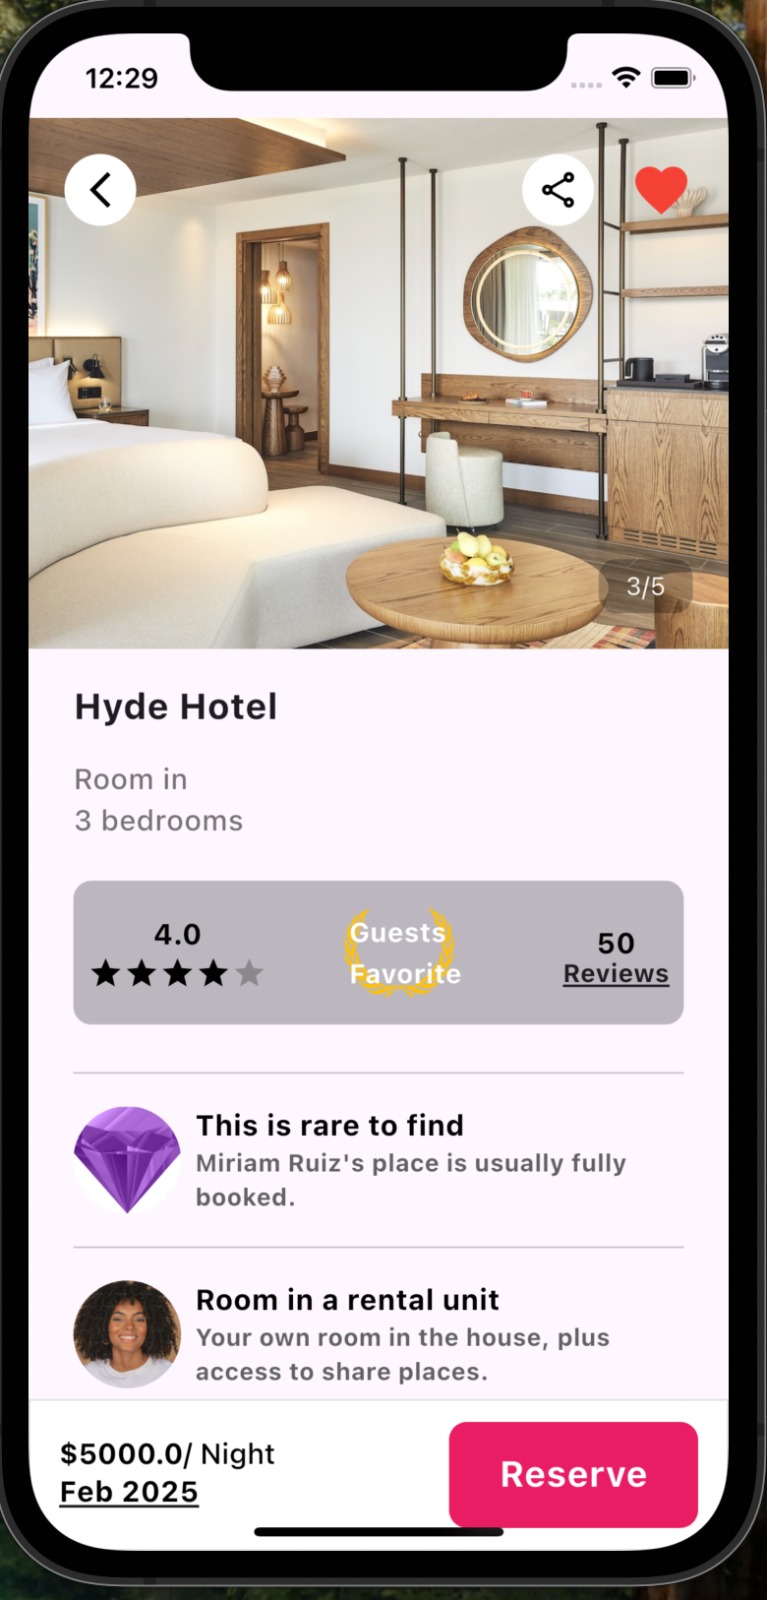 12:29
3/5
Hyde Hotel
Room in
3 bedrooms
4.0
Guests
Favorite
50
Reviews
This is rare to find
Miriam Ruiz's place is usually fully
booked.
Room in a rental unit
Your own room in the house, plus
access to share places.
$5000.0/ Night
Feb 2025
Reserve